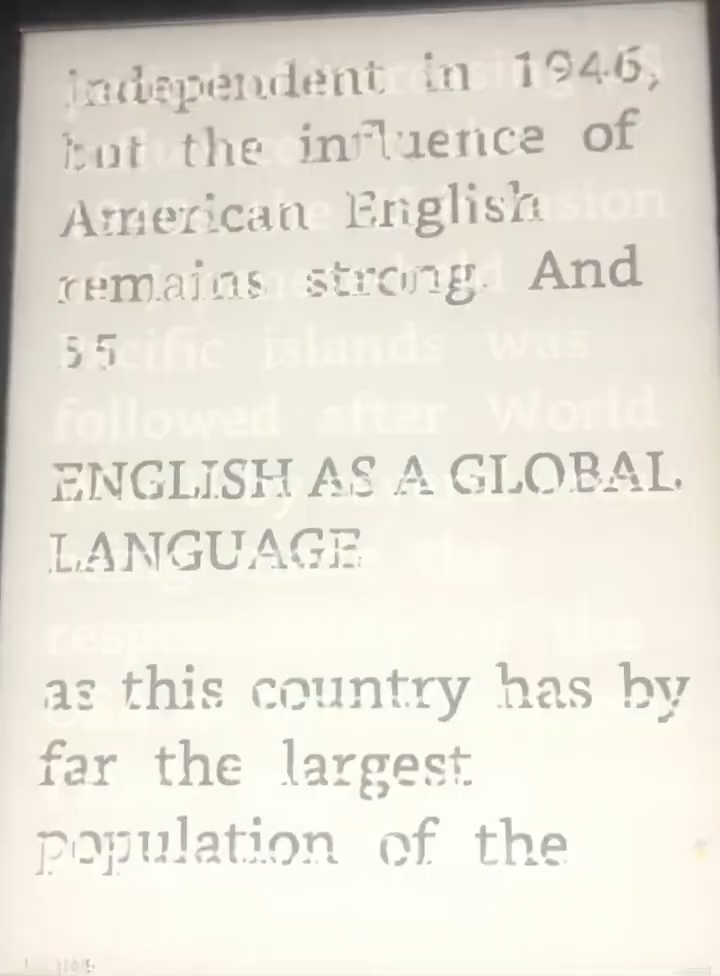 independent in 1946,
but the influence of
American English
remains strong. And
55
ENGLISH AS A GLOBAL
LANGUAGE
as this country has by
far the largest
population of the